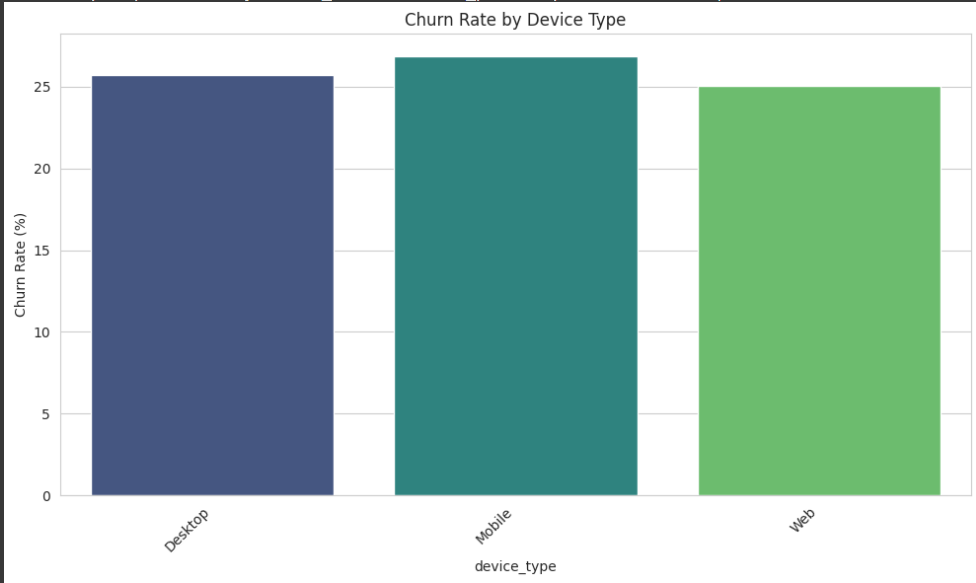 Churn Rate by Device Type
Churn Rate (%)
25
20
15
10
5
0
Desktop
Mobile
Web
device_type